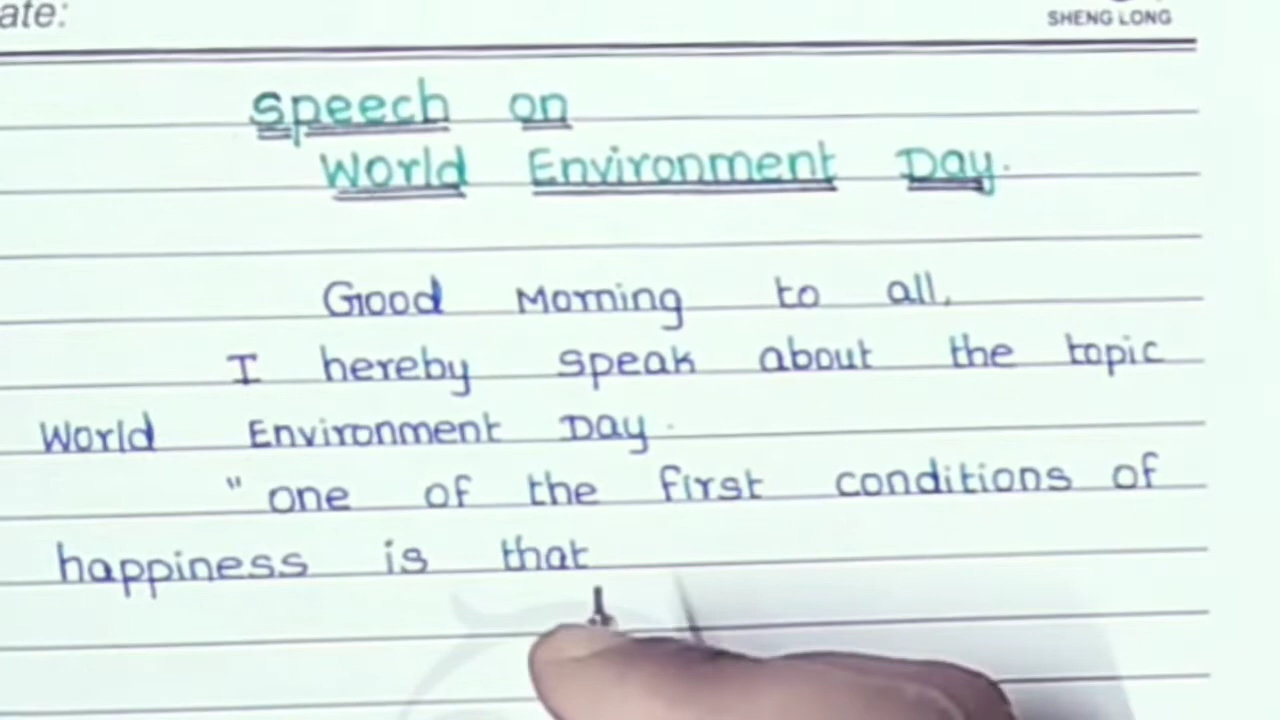 ate:
SHENG LONG
Speech on
World Environment Day.
Good Morning to all,
I hereby speak about the topic
World Environment Day.
" one of the first conditions of
happiness is that